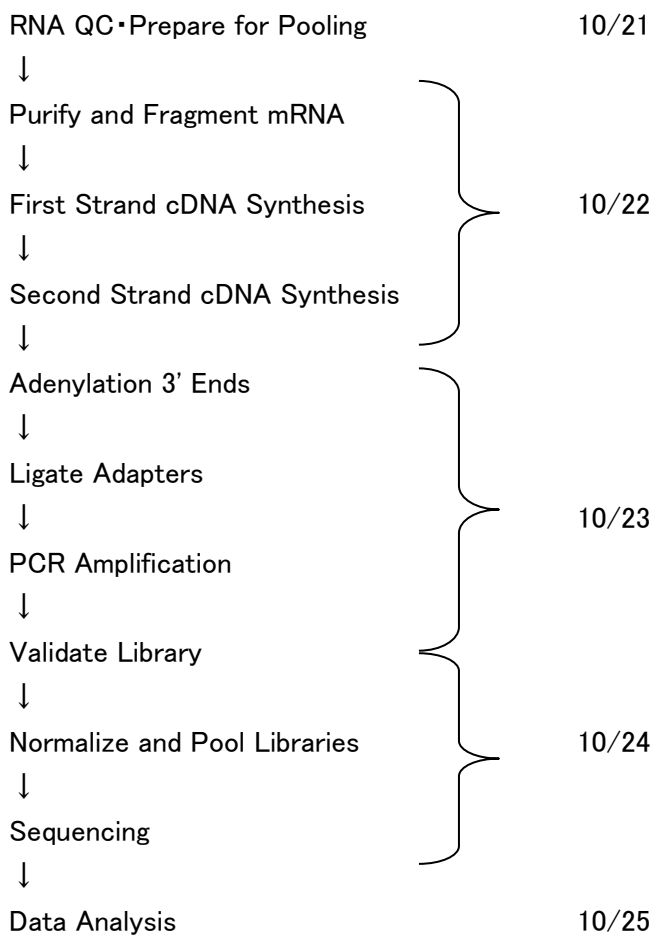 RNA QC・Prepare for Pooling 10/21
↓
Purify and Fragment mRNA
↓
First Strand cDNA Synthesis 10/22
↓
Second Strand cDNA Synthesis
↓
Adenylation 3' Ends
↓
Ligate Adapters
↓ 10/23
PCR Amplification
↓
Validate Library
↓
Normalize and Pool Libraries 10/24
↓
Sequencing
↓
Data Analysis 10/25